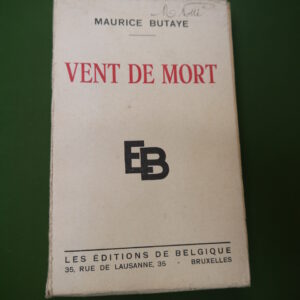 MAURICE BUTAYE
VENT DE MORT
EB
LES ÉDITIONS DE BELGIQUE
35, RUE DE LAUSANNE, 35 - BRUXELLES